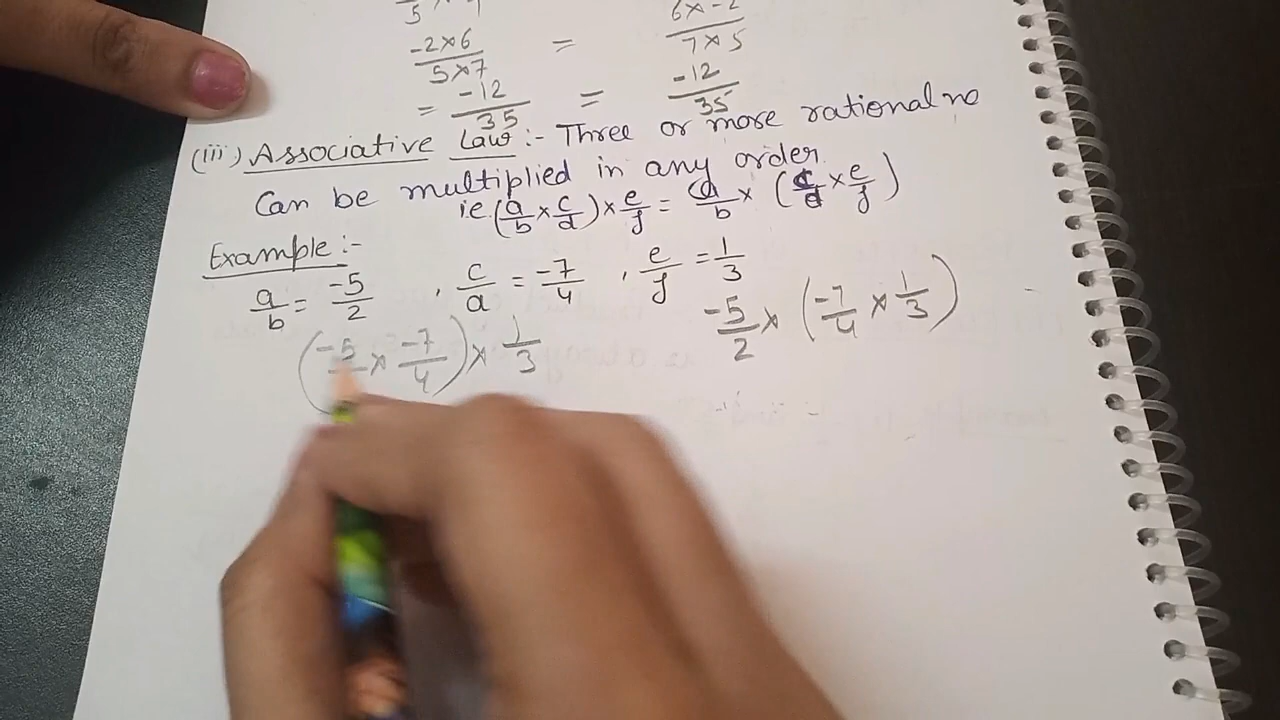 5
-2×6/5×7 = 6×-2/7×5
= -12/35 = -12/35
(iii) Associative Law :- Three or more rational no
Can be multiplied in any order.
i.e (a/b × c/d) × e/f = a/b × (c/d × e/f)
Example :-
a/b = -5/2 , c/d = -7/4 , e/f = 1/3
(-5/ × -7/4) × 1/3 -5/2 × (-7/4 × 1/3)